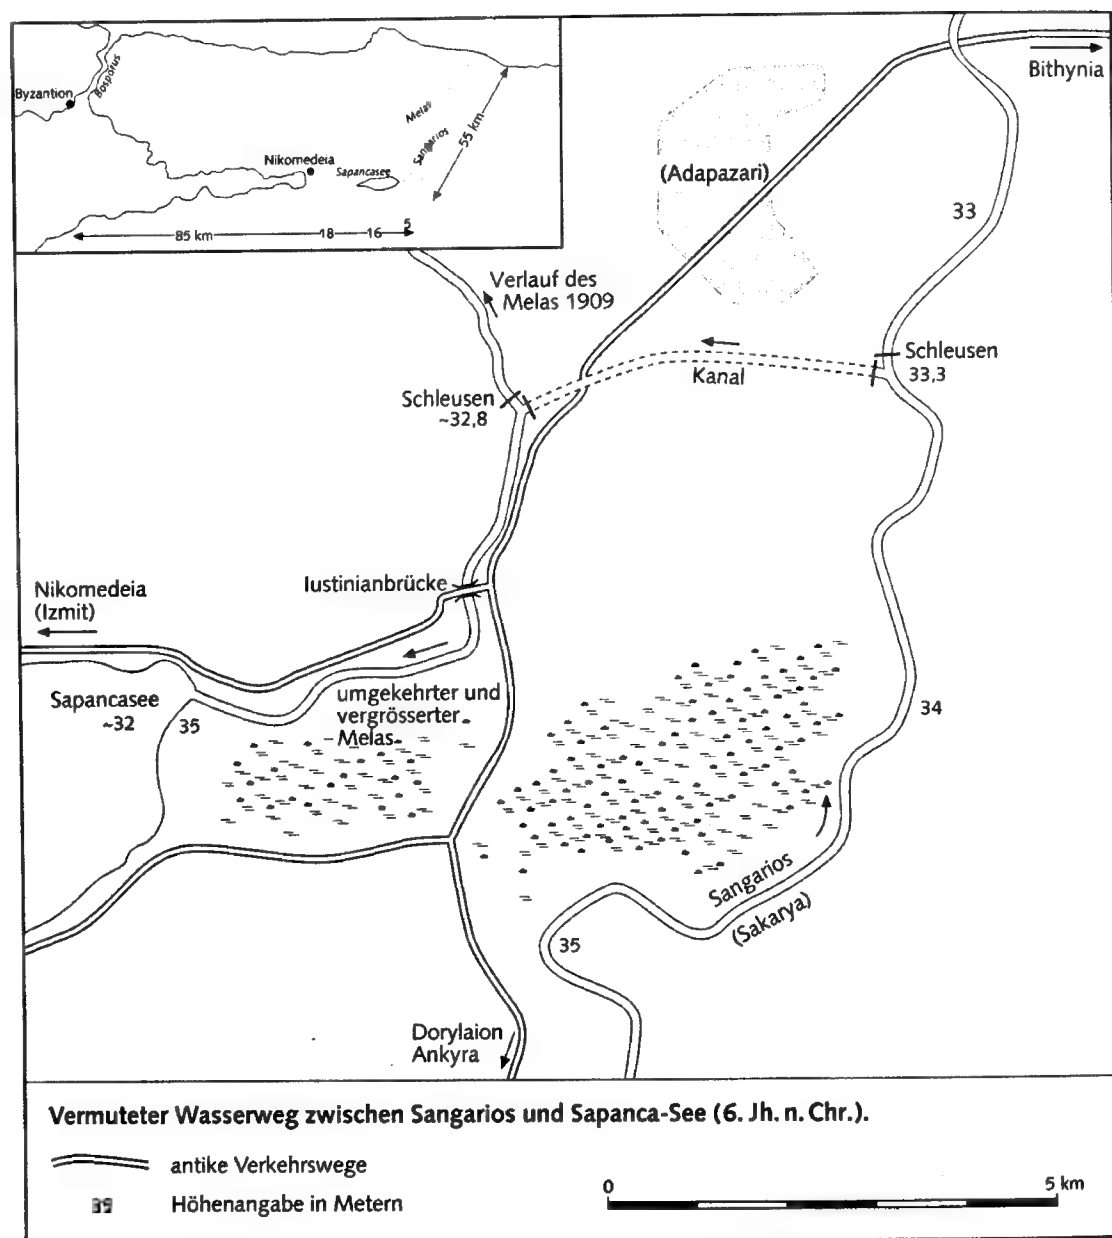 Byzantion
Bosporus
Nikomedeia
Sapancasee
Melas
Sangarios
55 km
85 km
18
16
5
Bithynia
(Adapazari)
33
Verlauf des
Melas 1909
Schleusen
33,3
Kanal
Schleusen
~32,8
Iustinianbrücke
Nikomedeia
(Izmit)
Sapancasee
~32
35
umgekehrter und
vergrösserter
Melas
34
Sangarios
(Sakarya)
35
Dorylaion
Ankyra
Vermuteter Wasserweg zwischen Sangarios und Sapanca-See (6. Jh. n. Chr.).
antike Verkehrswege
39 Höhenangabe in Metern
0 5 km